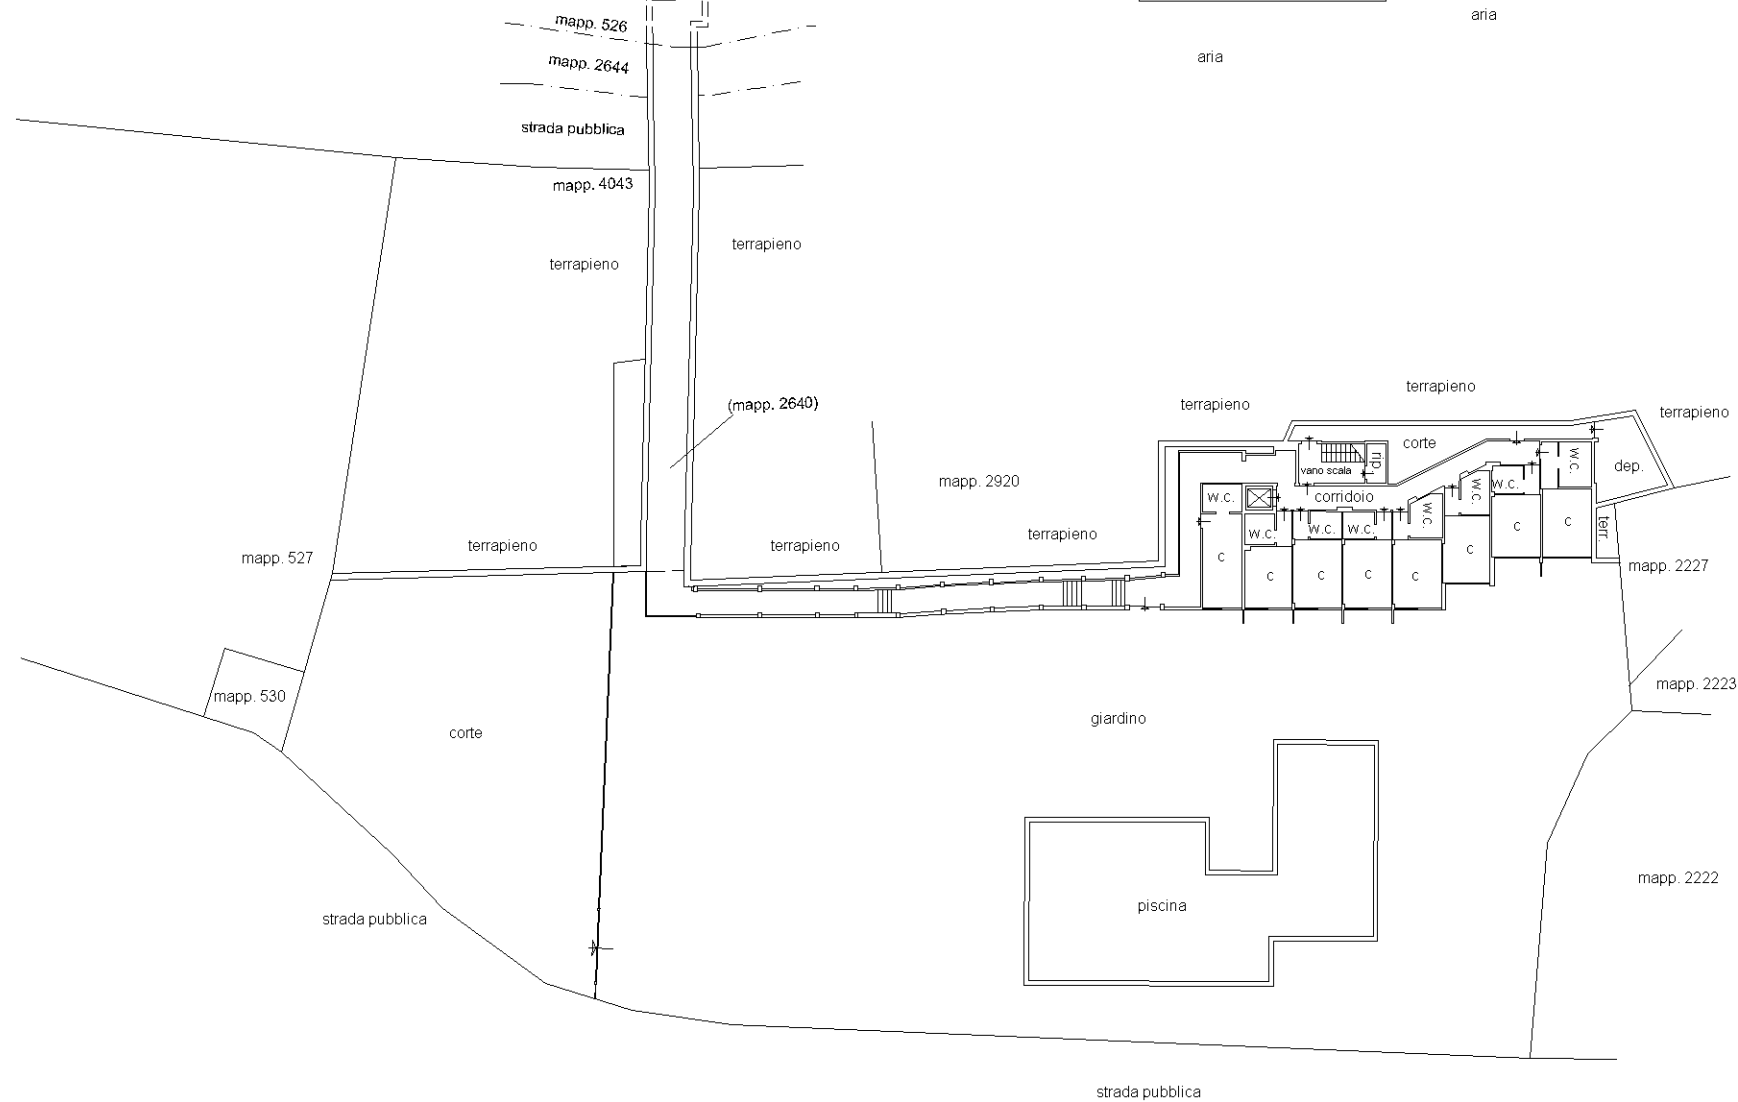 aria
mapp. 526
aria
mapp. 2644
strada pubblica
mapp. 4043
terrapieno
terrapieno
terrapieno
(mapp. 2640)
terrapieno
terrapieno
corte
rip
vano scala
w.c.
dep.
mapp. 2920
w.c.
w.c.
corridoio
w.c.
w.c.
w.c.
w.c.
w.c.
terr.
c
c
terrapieno
mapp. 527
terrapieno
terrapieno
c
c
mapp. 2227
c
c
c
c
mapp. 2223
mapp. 530
giardino
corte
mapp. 2222
piscina
strada pubblica
strada pubblica